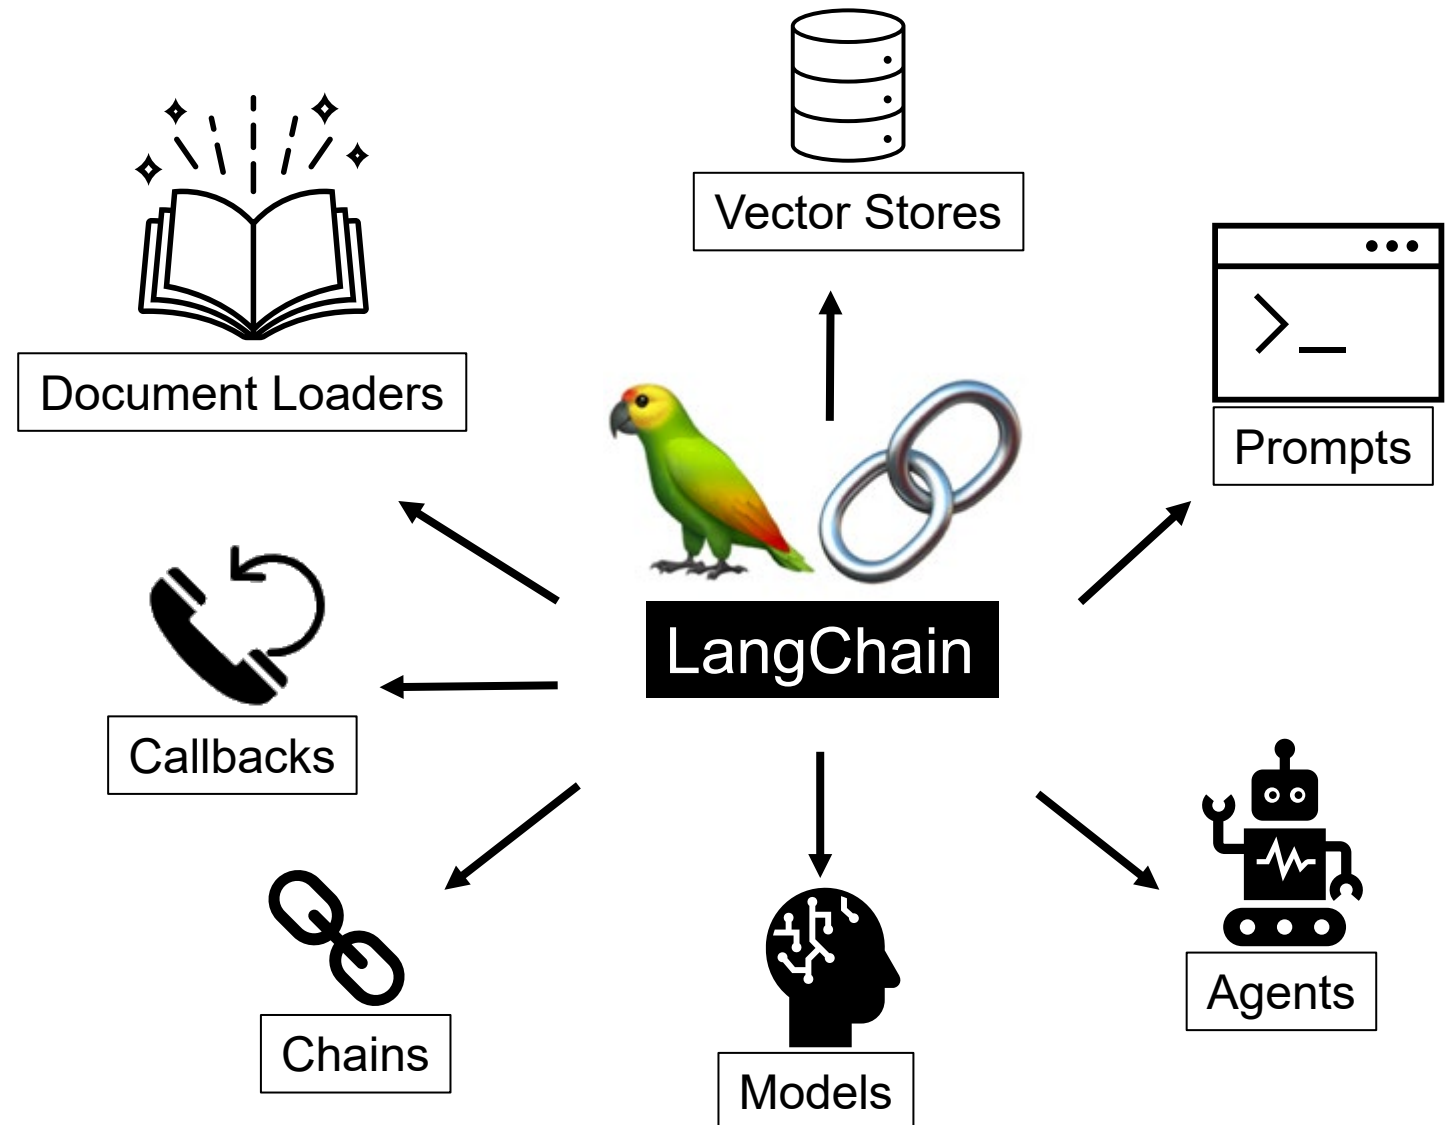 Vector Stores
Document Loaders
Prompts
LangChain
Callbacks
Agents
Chains
Models